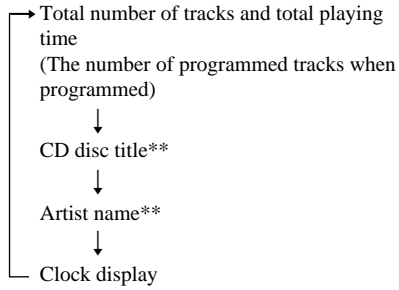 Total number of tracks and total playing
time
(The number of programmed tracks when
programmed)
CD disc title**
Artist name**
Clock display